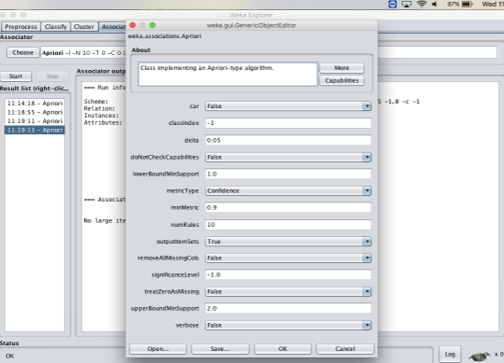 87%
Wed 11
Weka Explorer
Preprocess Classify Cluster Associat
Associator
Choose Apriori -I -N 10 -T 0 -C 0
Start Stop
Associator outp
Result list (right-clic...
11:14:18 - Apriori
11:18:55 - Apriori
19:19:11 - Apriori
11:19:13 - Apriori
=== Run info
Scheme:
Relation:
Instances:
Attributes:
=== Associat
No large ite
S -1.0 -c -1
weka.gui.GenericObjectEditor
weka.associations.Apriori
About
Class implementing an Apriori-type algorithm.
More
Capabilities
car False
classIndex -1
delta 0.05
doNotCheckCapabilities False
lowerBoundMinSupport 1.0
metricType Confidence
minMetric 0.9
numRules 10
outputItemSets True
removeAllMissingCols False
significanceLevel -1.0
treatZeroAsMissing False
upperBoundMinSupport 2.0
verbose False
Open... Save... OK Cancel
Status
OK
Log
x 0